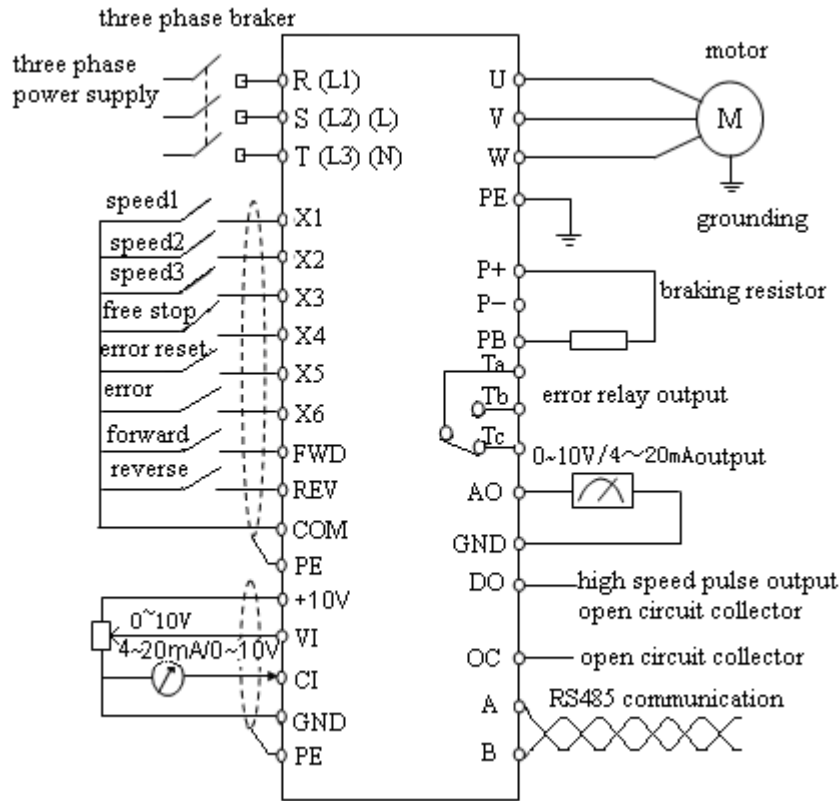 three phase braker
three phase
power supply
R (L1)
S (L2) (L)
T (L3) (N)
speed1
X1
speed2
X2
speed3
X3
free stop
X4
error reset
X5
error
X6
forward
FWD
reverse
REV
COM
PE
+10V
0~10V
VI
4~20mA/0~10V
CI
GND
PE
motor
U
V
M
W
PE
grounding
P+
braking resistor
P−
PB
Ta
Tb
error relay output
Tc
0~10V/4～20mAoutput
AO
GND
DO
high speed pulse output
open circuit collector
OC
open circuit collector
A
RS485 communication
B